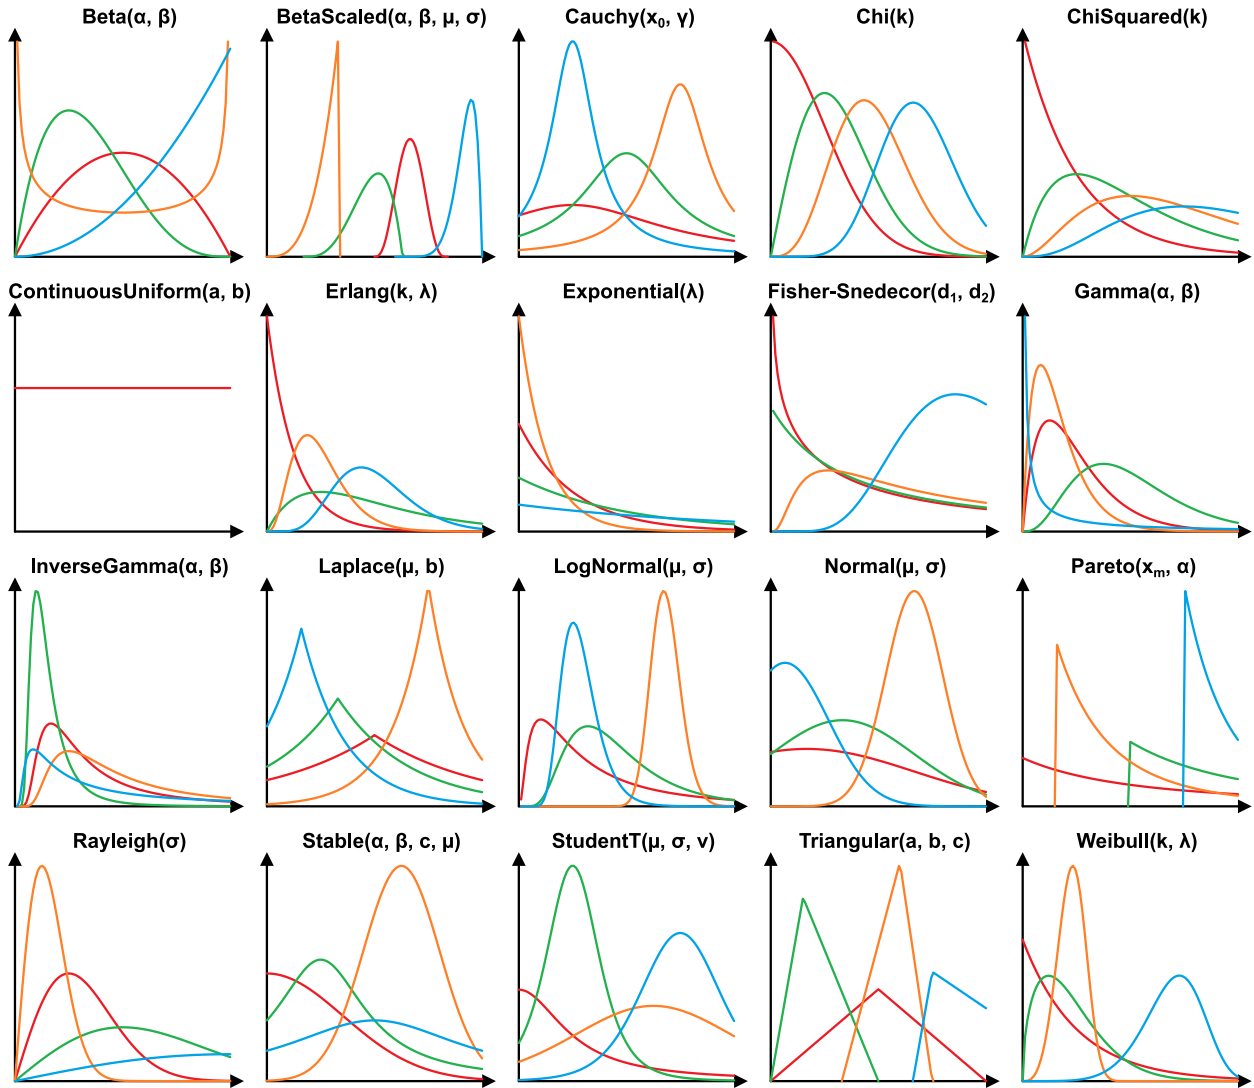 Beta(α, β)
BetaScaled(α, β, μ, σ)
Cauchy(x₀, γ)
Chi(k)
ChiSquared(k)
ContinuousUniform(a, b)
Erlang(k, λ)
Exponential(λ)
Fisher-Snedecor(d₁, d₂)
Gamma(α, β)
InverseGamma(α, β)
Laplace(μ, b)
LogNormal(μ, σ)
Normal(μ, σ)
Pareto(xₘ, α)
Rayleigh(σ)
Stable(α, β, c, μ)
StudentT(μ, σ, ν)
Triangular(a, b, c)
Weibull(k, λ)